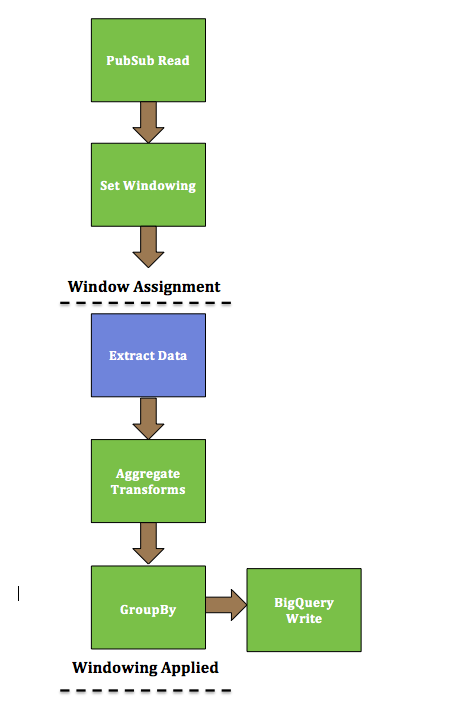 PubSub Read
Set Windowing
Window Assignment
Extract Data
Aggregate
Transforms
GroupBy
BigQuery
Write
Windowing Applied